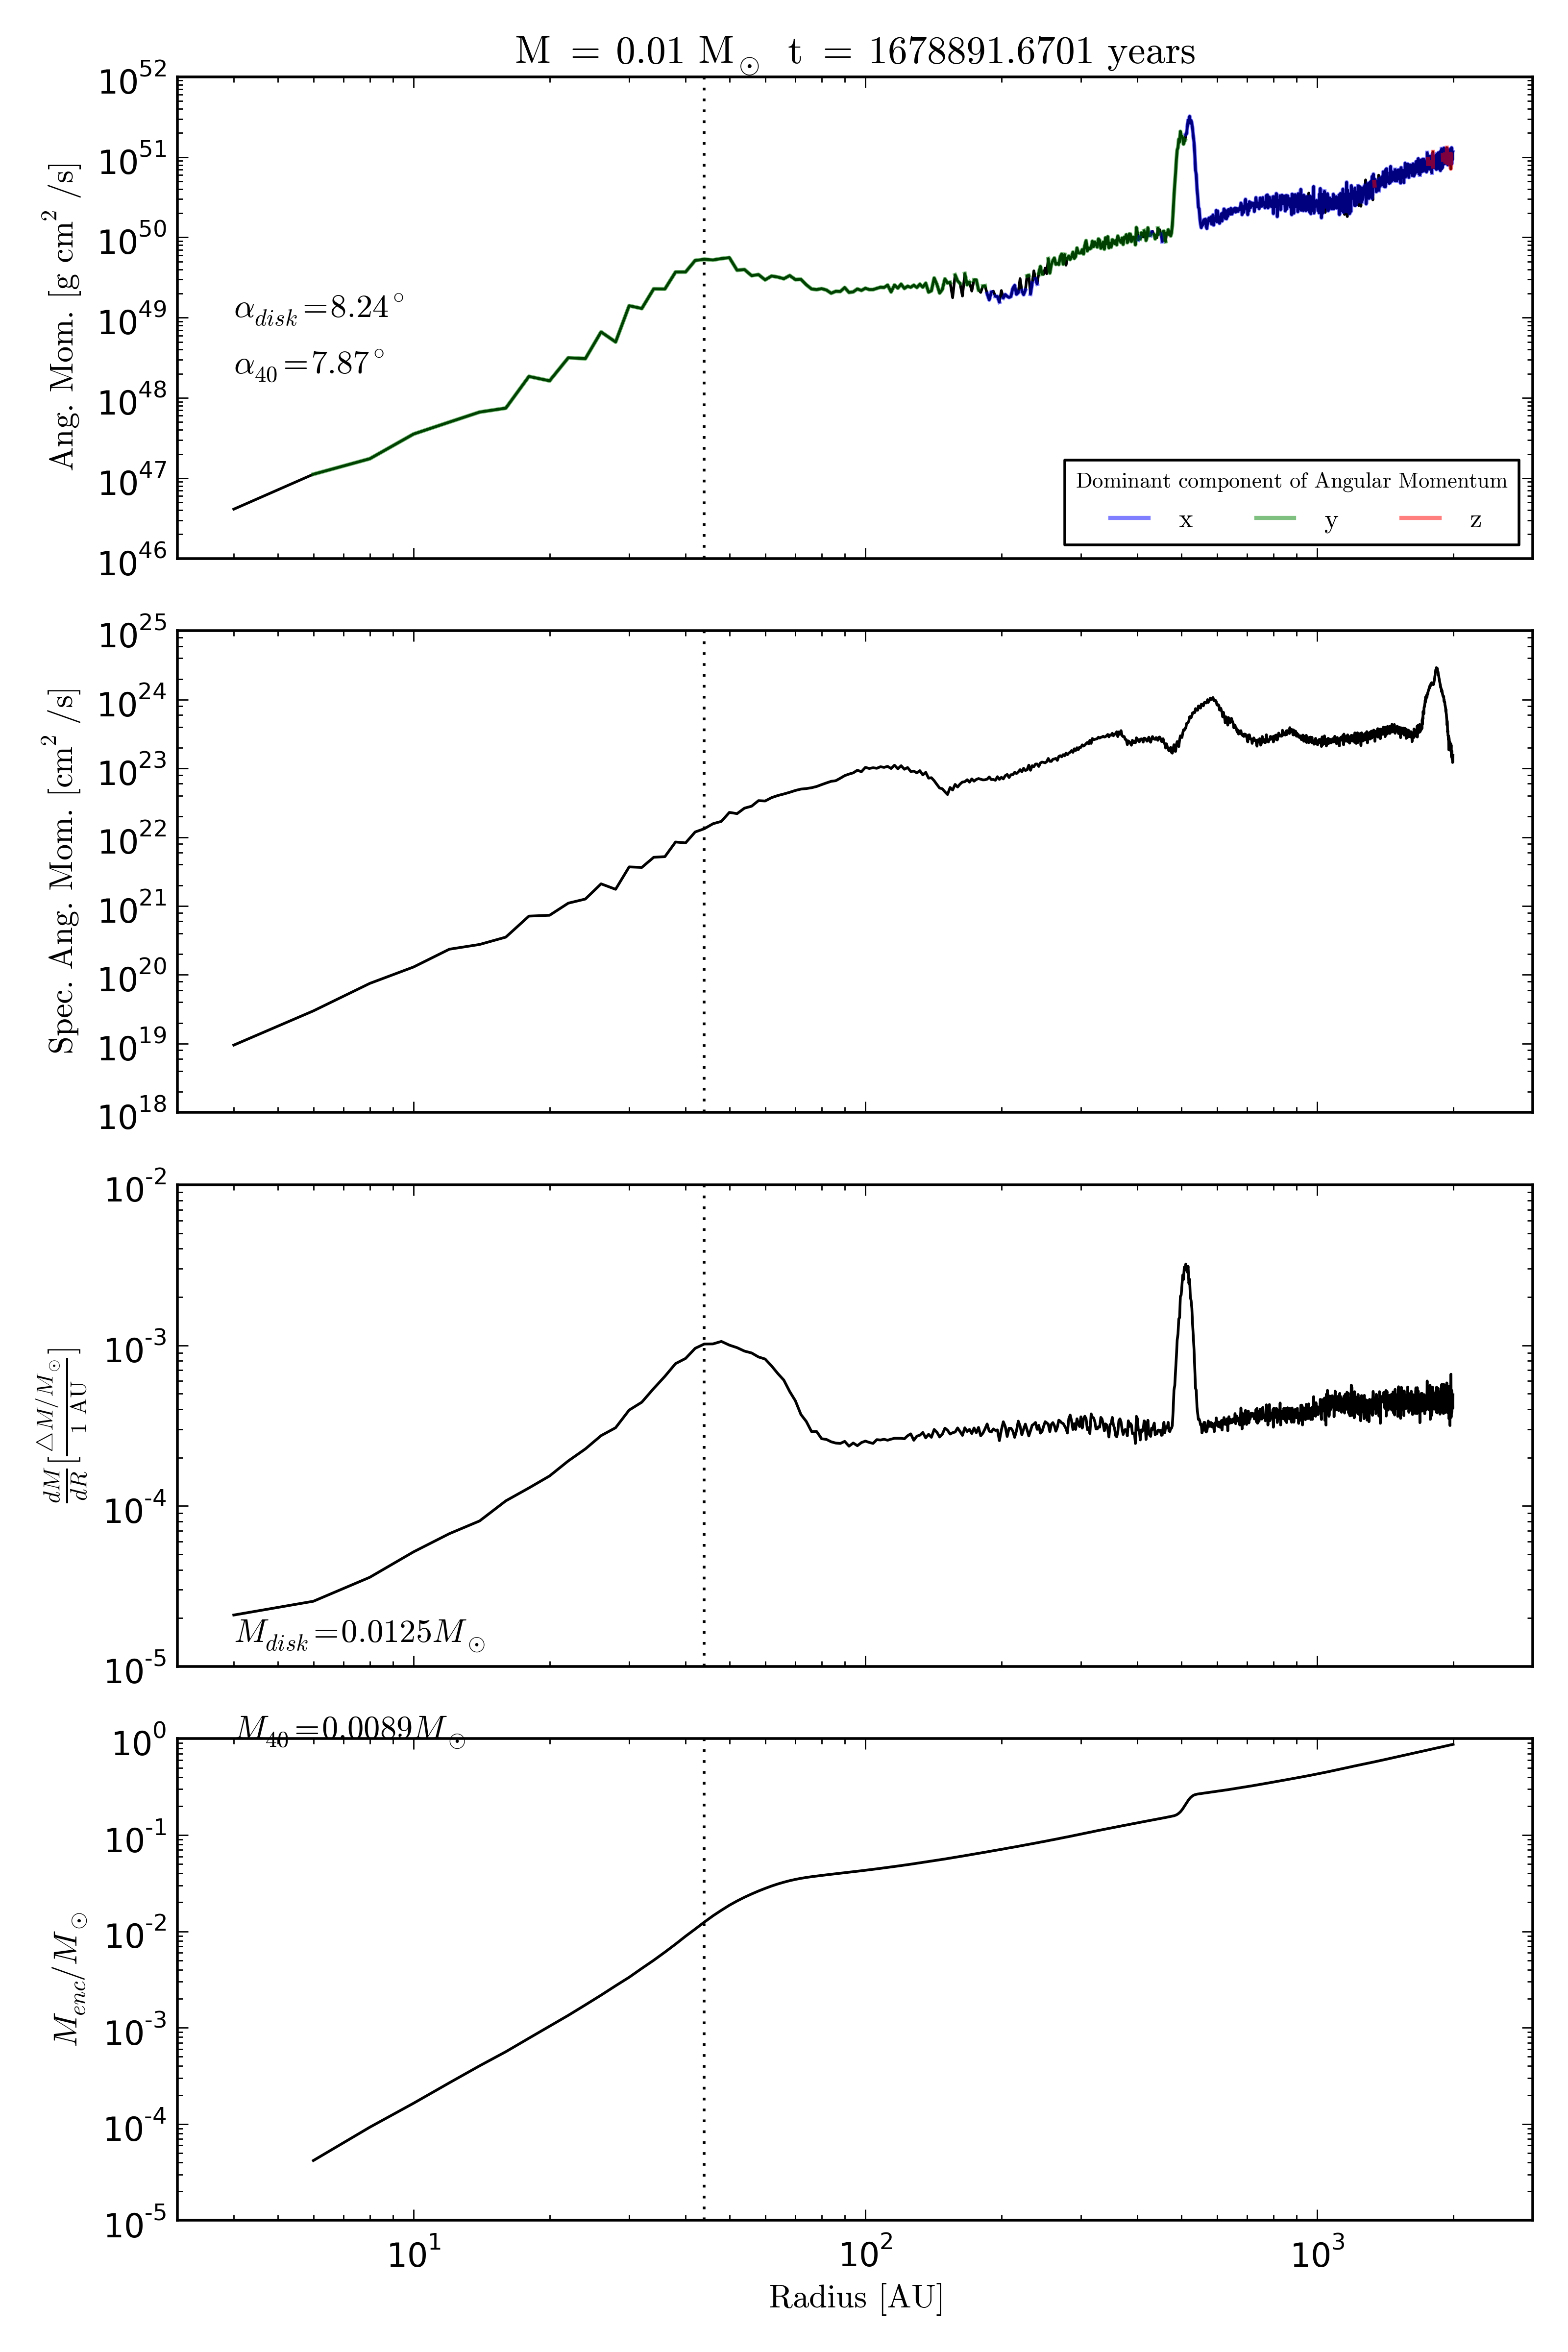 M = 0.01 M⊙ t = 1678891.6701 years
10^52
10^51
10^50
10^49
10^48
10^47
10^46
Ang. Mom. [g cm^2 /s]
α_disk=8.24°
α_40=7.87°
Dominant component of Angular Momentum
x y z
10^25
10^24
10^23
10^22
10^21
10^20
10^19
10^18
Spec. Ang. Mom. [cm^2 /s]
10^-2
10^-3
10^-4
10^-5
dM/dR [△M/M⊙ / 1 AU]
M_disk=0.0125M⊙
M_40=0.0089M⊙
10^0
10^-1
10^-2
10^-3
10^-4
10^-5
M_enc/M⊙
10^1 10^2 10^3
Radius [AU]